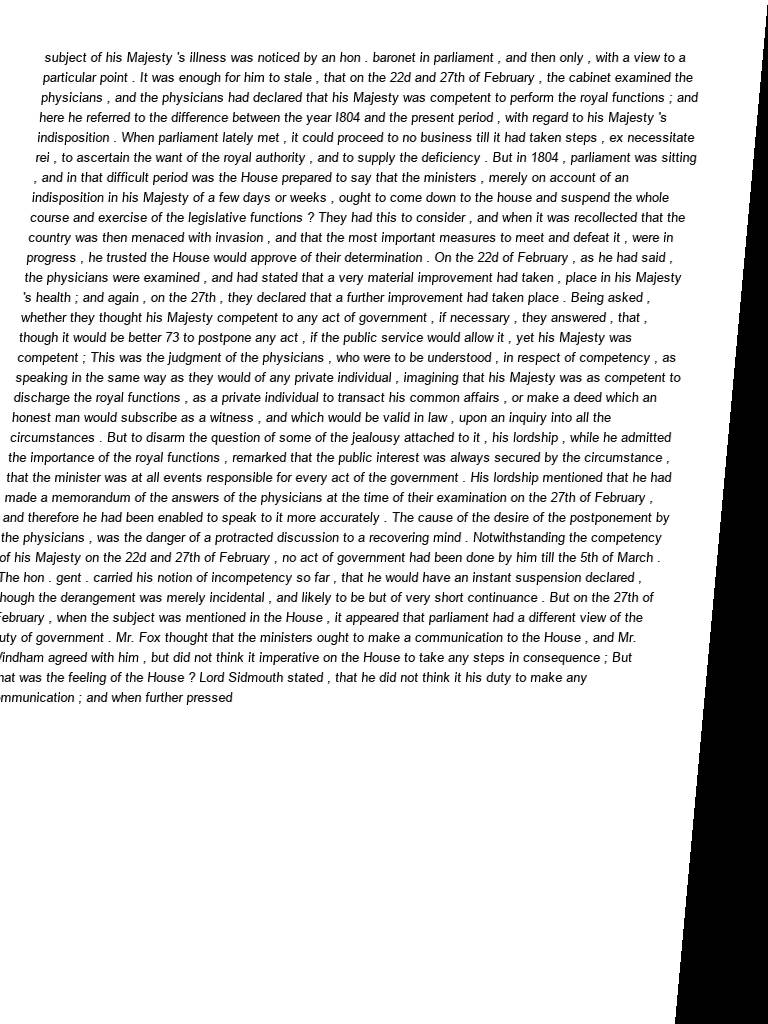 subject of his Majesty 's illness was noticed by an hon . baronet in parliament , and then only , with a view to a
particular point . It was enough for him to stale , that on the 22d and 27th of February , the cabinet examined the
physicians , and the physicians had declared that his Majesty was competent to perform the royal functions ; and
here he referred to the difference between the year l804 and the present period , with regard to his Majesty 's
indisposition . When parliament lately met , it could proceed to no business till it had taken steps , ex necessitate
rei , to ascertain the want of the royal authority , and to supply the deficiency . But in 1804 , parliament was sitting
, and in that difficult period was the House prepared to say that the ministers , merely on account of an
indisposition in his Majesty of a few days or weeks , ought to come down to the house and suspend the whole
course and exercise of the legislative functions ? They had this to consider , and when it was recollected that the
country was then menaced with invasion , and that the most important measures to meet and defeat it , were in
progress , he trusted the House would approve of their determination . On the 22d of February , as he had said ,
the physicians were examined , and had stated that a very material improvement had taken , place in his Majesty
's health ; and again , on the 27th , they declared that a further improvement had taken place . Being asked ,
whether they thought his Majesty competent to any act of government , if necessary , they answered , that ,
though it would be better 73 to postpone any act , if the public service would allow it , yet his Majesty was
competent ; This was the judgment of the physicians , who were to be understood , in respect of competency , as
speaking in the same way as they would of any private individual , imagining that his Majesty was as competent to
discharge the royal functions , as a private individual to transact his common affairs , or make a deed which an
honest man would subscribe as a witness , and which would be valid in law , upon an inquiry into all the
circumstances . But to disarm the question of some of the jealousy attached to it , his lordship , while he admitted
the importance of the royal functions , remarked that the public interest was always secured by the circumstance ,
that the minister was at all events responsible for every act of the government . His lordship mentioned that he had
made a memorandum of the answers of the physicians at the time of their examination on the 27th of February ,
and therefore he had been enabled to speak to it more accurately . The cause of the desire of the postponement by
the physicians , was the danger of a protracted discussion to a recovering mind . Notwithstanding the competency
of his Majesty on the 22d and 27th of February , no act of government had been done by him till the 5th of March .
The hon . gent . carried his notion of incompetency so far , that he would have an instant suspension declared ,
hough the derangement was merely incidental , and likely to be but of very short continuance . But on the 27th of
ebruary , when the subject was mentioned in the House , it appeared that parliament had a different view of the
uty of government . Mr. Fox thought that the ministers ought to make a communication to the House , and Mr.
indham agreed with him , but did not think it imperative on the House to take any steps in consequence ; But
hat was the feeling of the House ? Lord Sidmouth stated , that he did not think it his duty to make any
mmunication ; and when further pressed